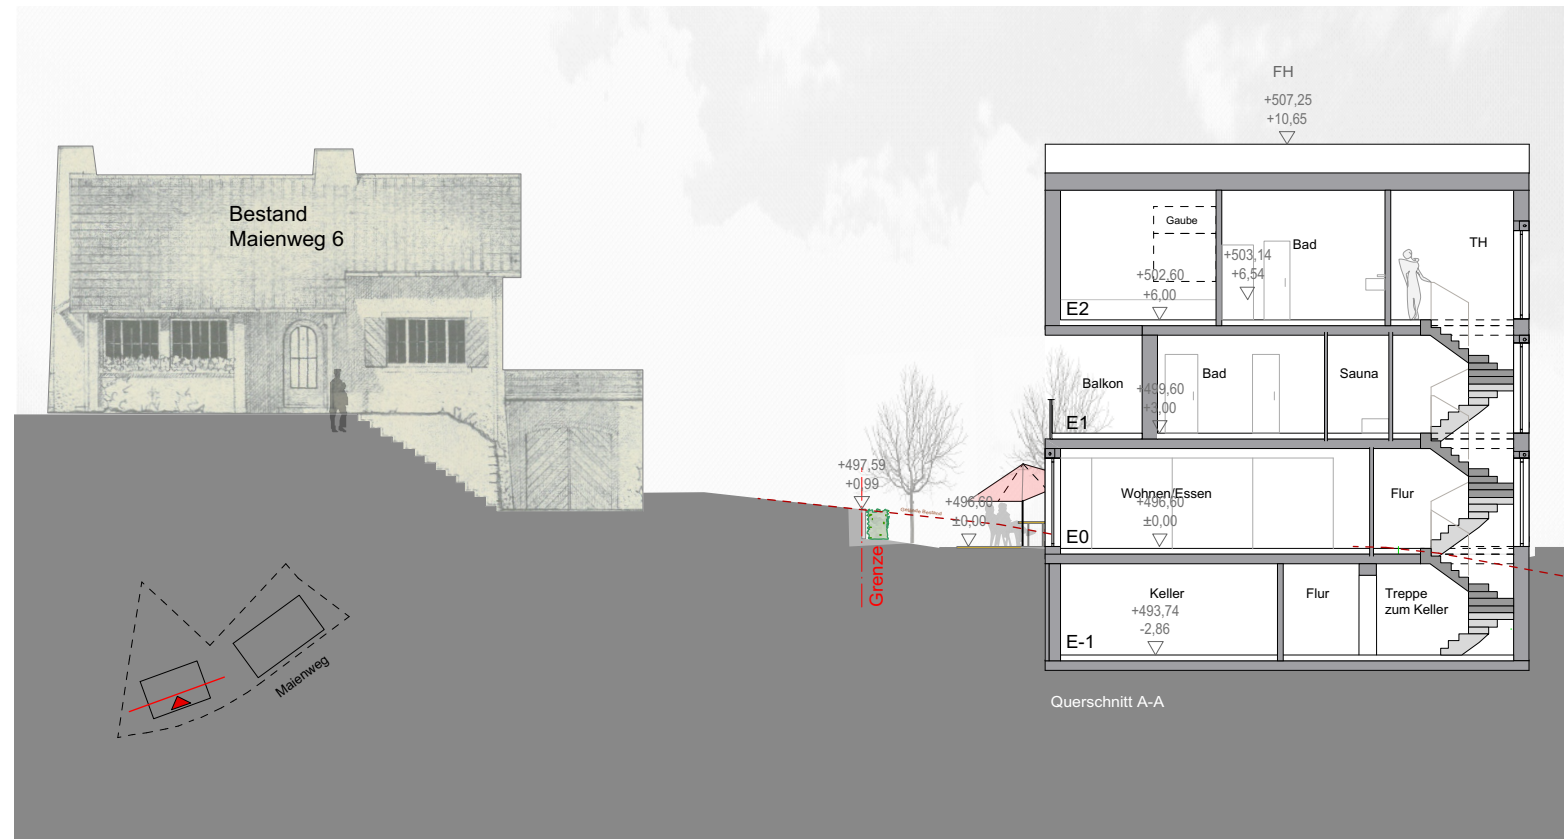 FH
+507,25
+10,65
Bestand
Maienweg 6
Gaube
Bad
TH
+503,14
+6,54
+502,60
+6,00
E2
Balkon
Bad
Sauna
+499,60
+3,00
E1
+497,59
+0,99
+496,60
±0,00
Wohnen/Essen
+496,60
±0,00
Flur
E0
Grenze
Keller
+493,74
-2,86
Flur
Treppe
zum Keller
E-1
Maienweg
Querschnitt A-A